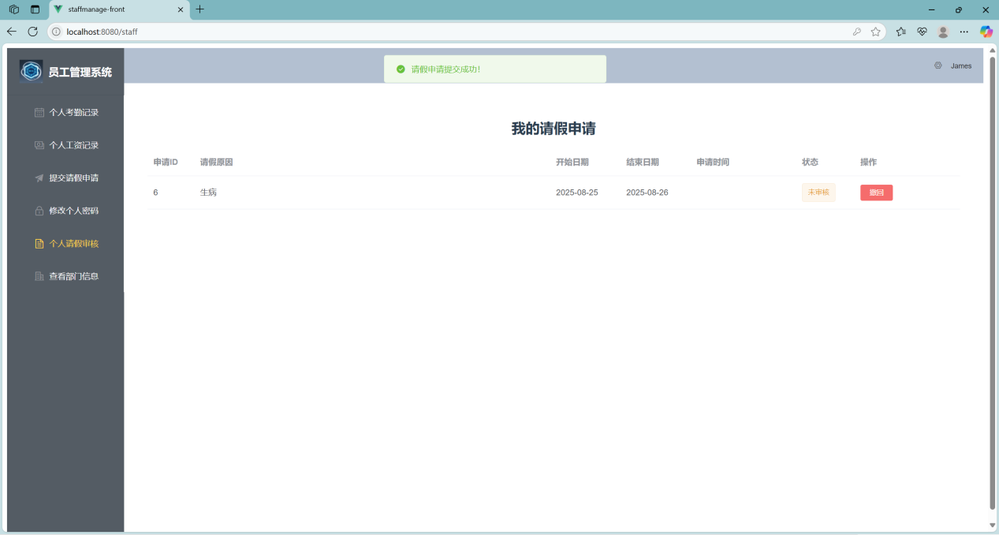 staffmanage-front
localhost:8080/staff
员工管理系统
请假申请提交成功!
James
个人考勤记录
个人工资记录
提交请假申请
修改个人密码
个人请假审核
查看部门信息
我的请假申请
申请ID 请假原因 开始日期 结束日期 申请时间 状态 操作
6 生病 2025-08-25 2025-08-26 未审核 撤回